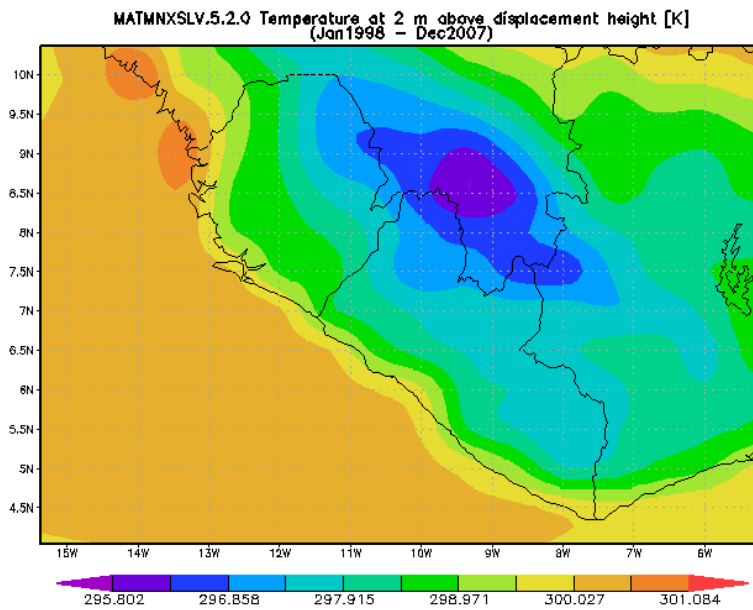 MATMNXSLV.5.2.0 Temperature at 2 m above displacement height [K]
(Jan1998 – Dec2007)
10N
9.5N
9N
8.5N
8N
7.5N
7N
6.5N
6N
5.5N
5N
4.5N
15W 14W 13W 12W 11W 10W 9W 8W 7W 6W
295.802 296.858 297.915 298.971 300.027 301.084